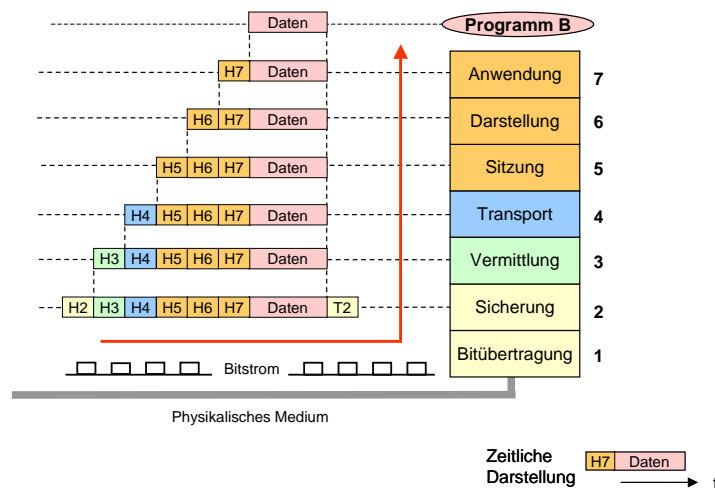 Daten Programm B
H7 Daten Anwendung 7
H6 H7 Daten Darstellung 6
H5 H6 H7 Daten Sitzung 5
H4 H5 H6 H7 Daten Transport 4
H3 H4 H5 H6 H7 Daten Vermittlung 3
H2 H3 H4 H5 H6 H7 Daten T2 Sicherung 2
Bitstrom Bitübertragung 1
Physikalisches Medium
Zeitliche H7 Daten
Darstellung t